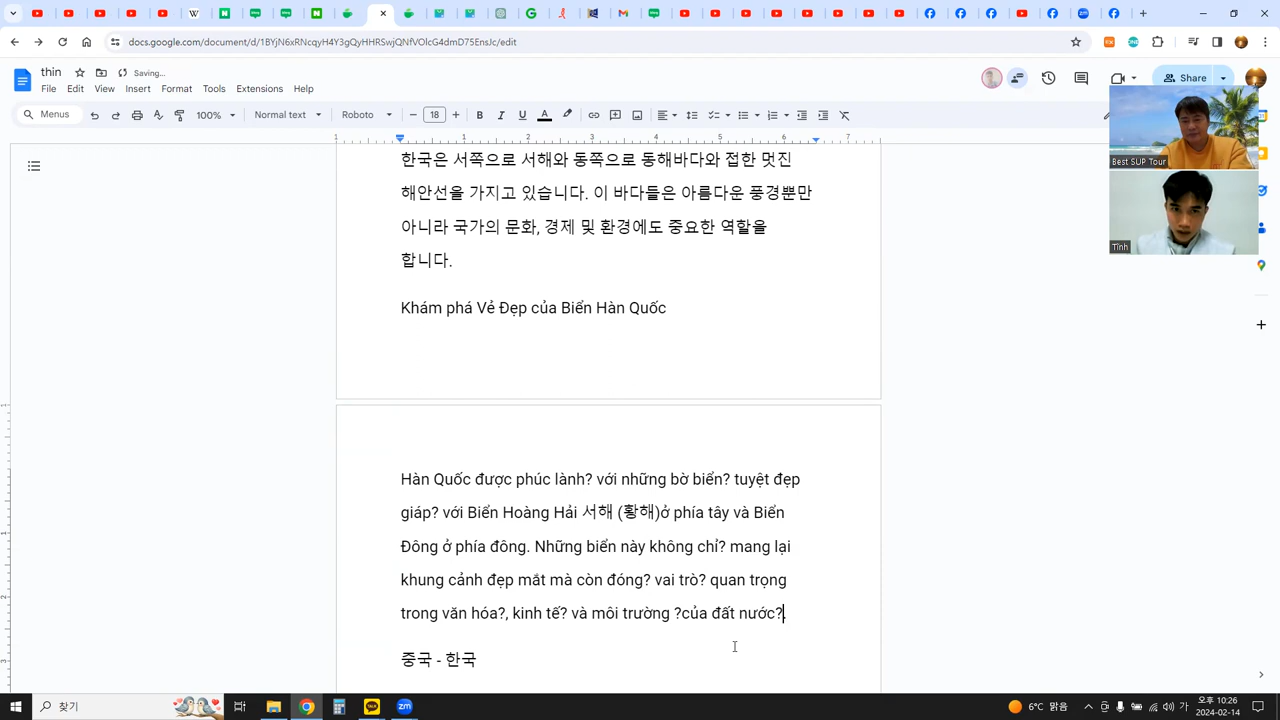 docs.google.com/document/d/1BYjN6xRNcqyH4Y3gQyHHRSwjQNfVOlcG4dmD75EnsJc/edit
thin
Saving...
File Edit View Insert Format Tools Extensions Help
Share
Menus
100%
Normal text
Roboto
18
Best SUP Tour
Tĩnh
한국은 서쪽으로 서해와 동쪽으로 동해바다와 접한 멋진
해안선을 가지고 있습니다. 이 바다들은 아름다운 풍경뿐만
아니라 국가의 문화, 경제 및 환경에도 중요한 역할을
합니다.
Khám phá Vẻ Đẹp của Biển Hàn Quốc
Hàn Quốc được phúc lành? với những bờ biển? tuyệt đẹp
giáp? với Biển Hoàng Hải 서해 (황해)ở phía tây và Biển
Đông ở phía đông. Những biển này không chỉ? mang lại
khung cảnh đẹp mắt mà còn đóng? vai trò? quan trọng
trong văn hóa?, kinh tế? và môi trường ?của đất nước?.
중국 - 한국
찾기
6°C 맑음
가
오후 10:26
2024-02-14